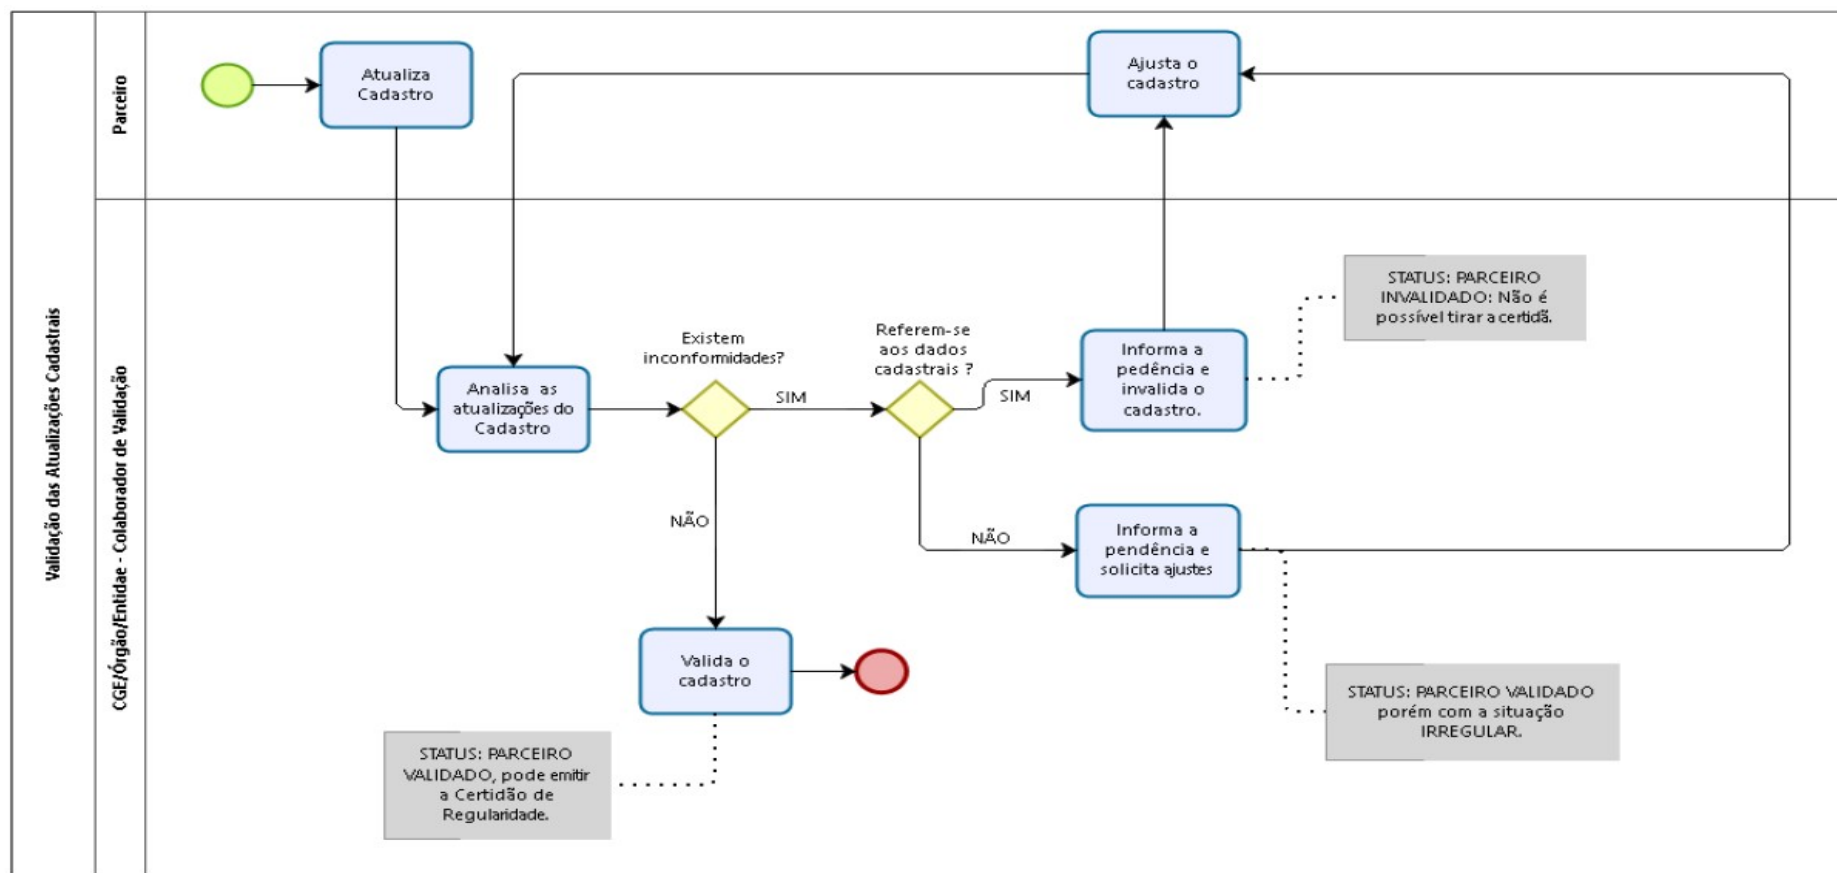 Validação das Atualizações Cadastrais
Parceiro
CGE/Órgão/Entidae - Colaborador de Validação
Atualiza
Cadastro
Ajusta o
cadastro
Analisa as
atualizações do
Cadastro
Existem
inconformidades?
SIM
NÃO
Referem-se
aos dados
cadastrais ?
SIM
NÃO
Informa a
pedência e
invalida o
cadastro.
STATUS: PARCEIRO
INVALIDADO: Não é
possível tirar a certidã.
Informa a
pendência e
solicita ajustes
STATUS: PARCEIRO VALIDADO
porém com a situação
IRREGULAR.
Valida o
cadastro
STATUS: PARCEIRO
VALIDADO, pode emitir
a Certidão de
Regularidade.